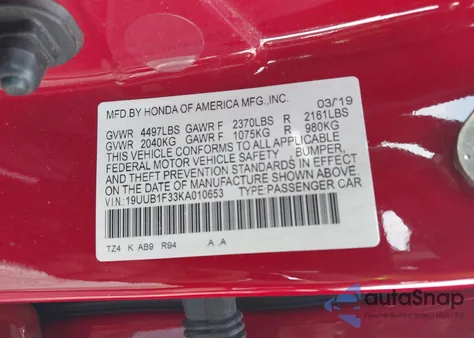 MFD.BY HONDA OF AMERICA MFG.,INC. 03/'19
GVWR 4497LBS GAWR F 2370LBS R 2161LBS
GVWR 2040KG GAWR F 1075KG R 980KG
THIS VEHICLE CONFORMS TO ALL APPLICABLE
FEDERAL MOTOR VEHICLE SAFETY, BUMPER,
AND THEFT PREVENTION STANDARDS IN EFFECT
ON THE DATE OF MANUFACTURE SHOWN ABOVE.
VIN:19UUB1F33KA010653 TYPE PASSENGER CAR
TZ4 K AB9 R94 A A
autoSnap